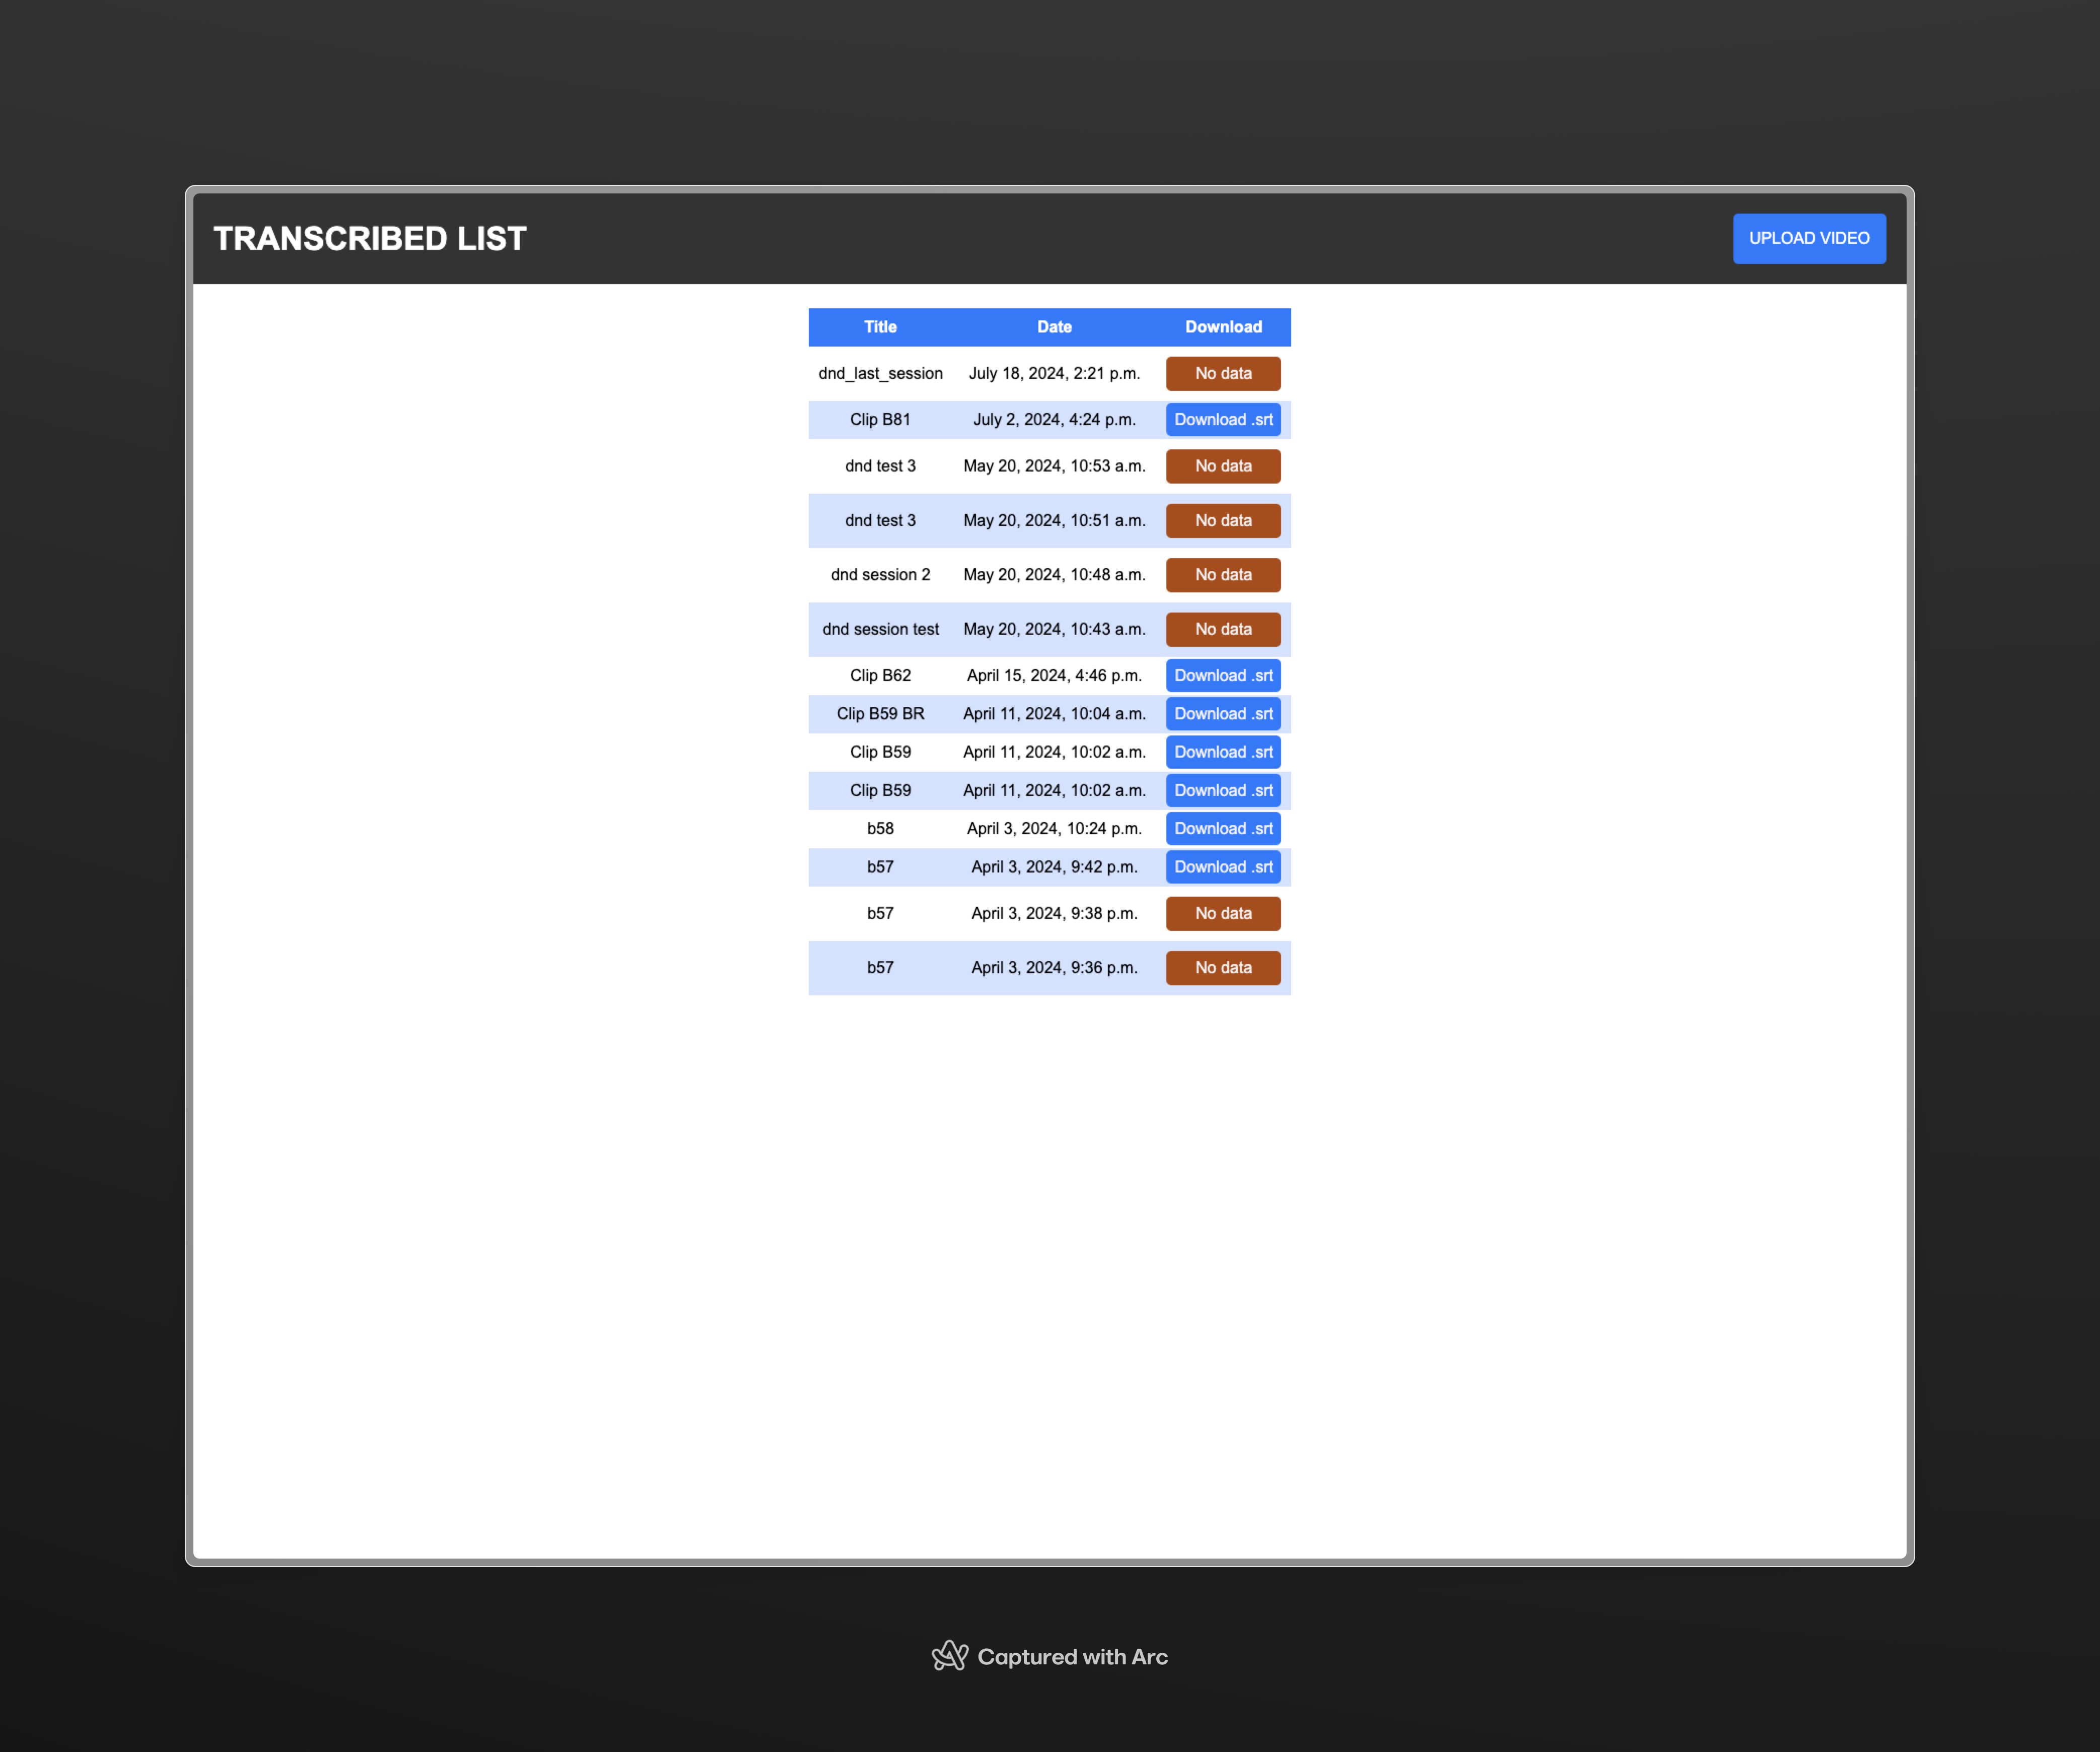 TRANSCRIBED LIST
UPLOAD VIDEO
Title Date Download
dnd_last_session July 18, 2024, 2:21 p.m. No data
Clip B81 July 2, 2024, 4:24 p.m. Download .srt
dnd test 3 May 20, 2024, 10:53 a.m. No data
dnd test 3 May 20, 2024, 10:51 a.m. No data
dnd session 2 May 20, 2024, 10:48 a.m. No data
dnd session test May 20, 2024, 10:43 a.m. No data
Clip B62 April 15, 2024, 4:46 p.m. Download .srt
Clip B59 BR April 11, 2024, 10:04 a.m. Download .srt
Clip B59 April 11, 2024, 10:02 a.m. Download .srt
Clip B59 April 11, 2024, 10:02 a.m. Download .srt
b58 April 3, 2024, 10:24 p.m. Download .srt
b57 April 3, 2024, 9:42 p.m. Download .srt
b57 April 3, 2024, 9:38 p.m. No data
b57 April 3, 2024, 9:36 p.m. No data
Captured with Arc